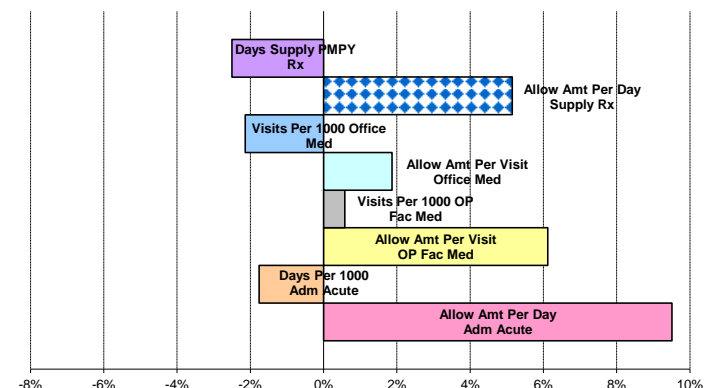 Days Supply PMPY
Rx
Allow Amt Per Day
Supply Rx
Visits Per 1000 Office
Med
Allow Amt Per Visit
Office Med
Visits Per 1000 OP
Fac Med
Allow Amt Per Visit
OP Fac Med
Days Per 1000
Adm Acute
Allow Amt Per Day
Adm Acute
-8% -6% -4% -2% 0% 2% 4% 6% 8% 10%